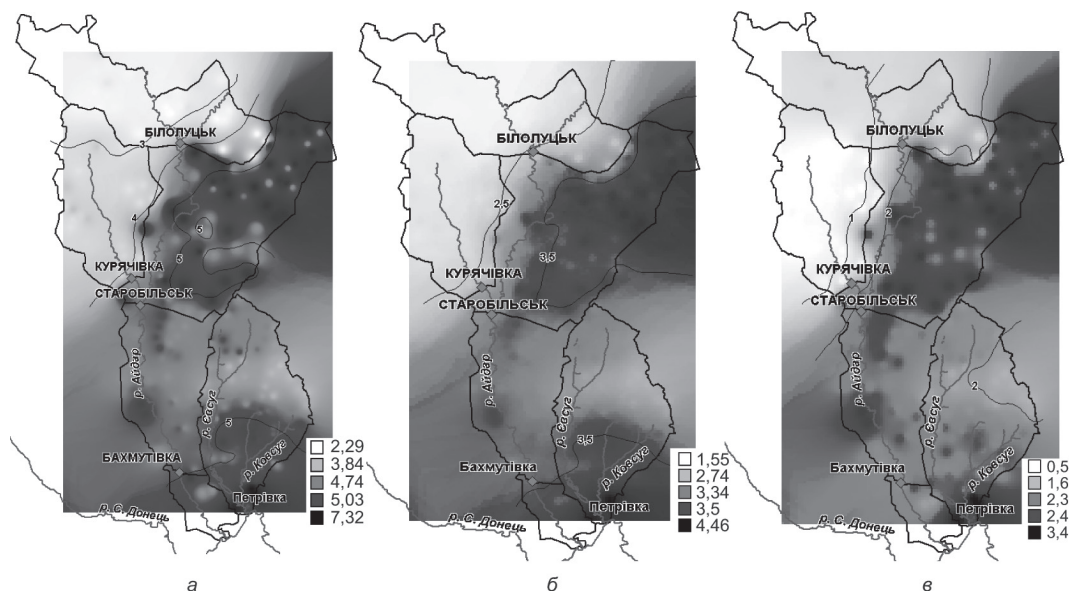 БІЛОЛУЦЬК
3
4
5
5
КУРЯЧІВКА
СТАРОБІЛЬСЬК
р. Айдар
р. Євсуг
5
БАХМУТІВКА
р. Ковсуг
Петрівка
р. С. Донець
2,29
3,84
4,74
5,03
7,32
а
БІЛОЛУЦЬК
2,5
3,5
КУРЯЧІВКА
СТАРОБІЛЬСЬК
р. Айдар
р. Євсуг
3,5
Бахмутівка
р. Ковсуг
Петрівка
р. С. Донець
1,55
2,74
3,34
3,5
4,46
б
БІЛОЛУЦЬК
1
2
КУРЯЧІВКА
СТАРОБІЛЬСЬК
р. Айдар
2
р. Євсуг
Бахмутівка
р. Ковсуг
Петрівка
р. С. Донець
0,5
1,6
2,3
2,4
3,4
в